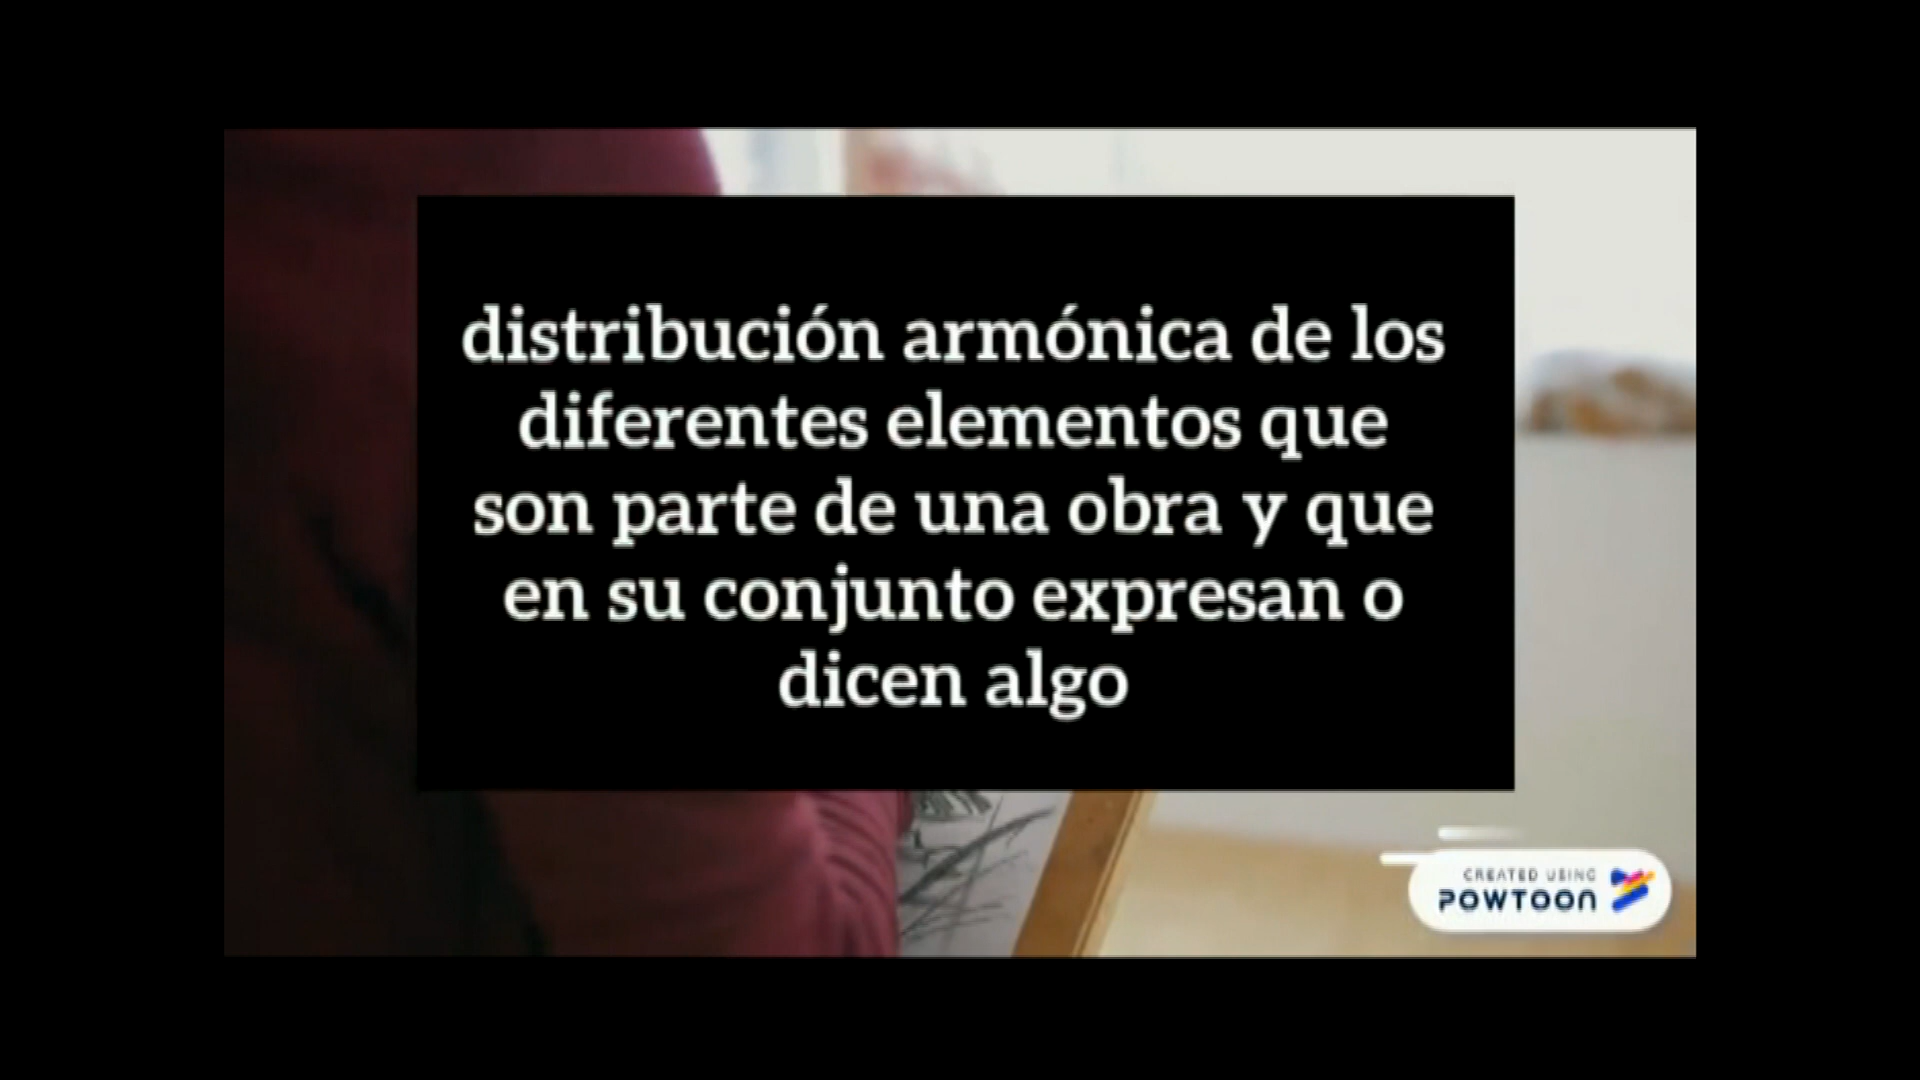 distribución armónica de los
diferentes elementos que
son parte de una obra y que
en su conjunto expresan o
dicen algo
CREATED USING
POWTOON